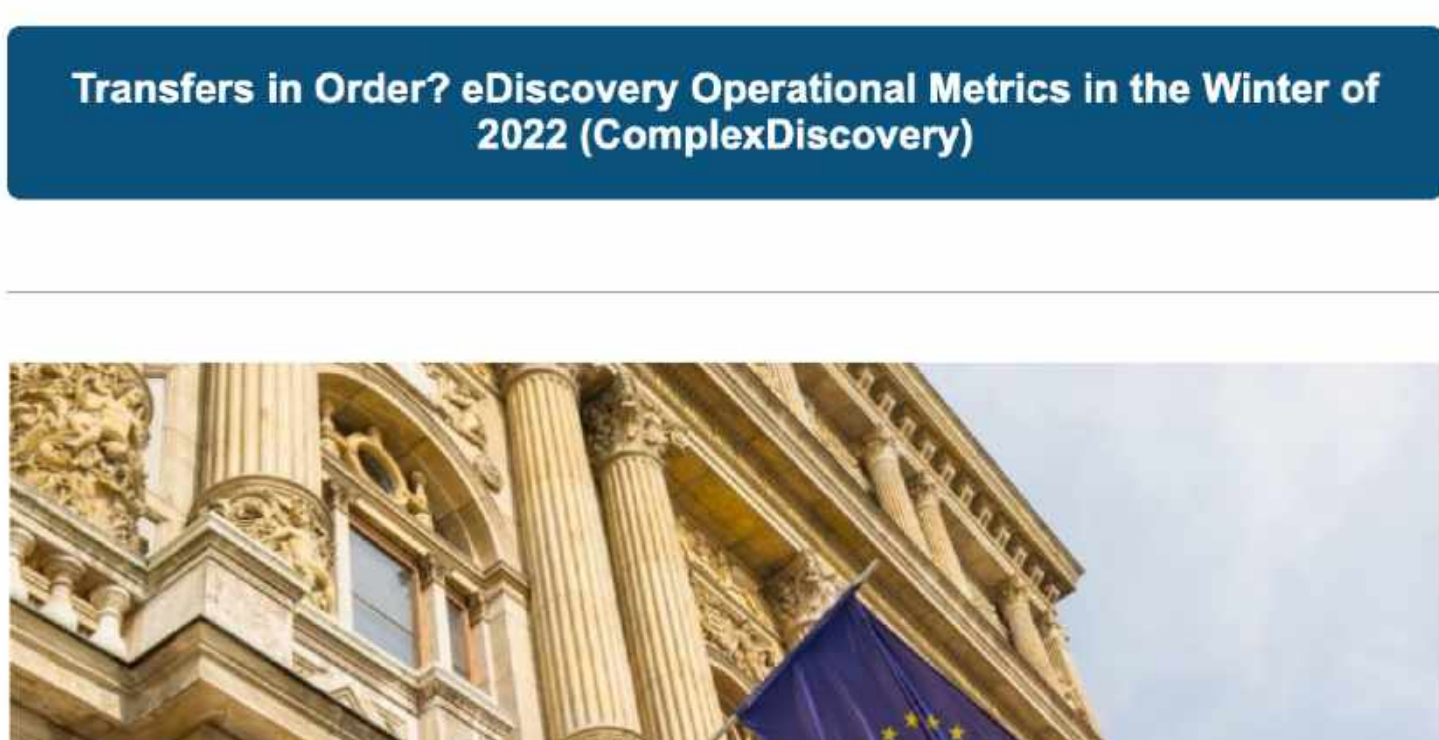 Transfers in Order? eDiscovery Operational Metrics in the Winter of
2022 (ComplexDiscovery)